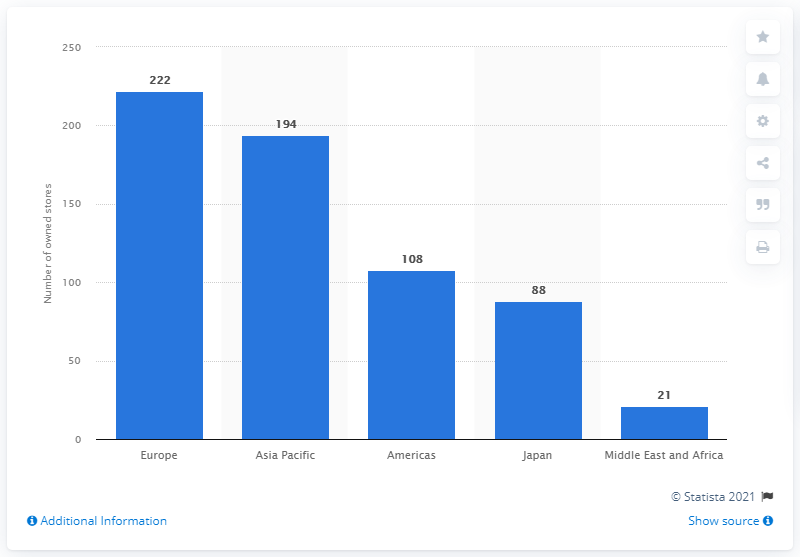 250
200
150
100
50
0
Number of owned stores
222
194
108
88
21
Europe
Asia Pacific
Americas
Japan
Middle East and Africa
© Statista 2021
Additional Information
Show source